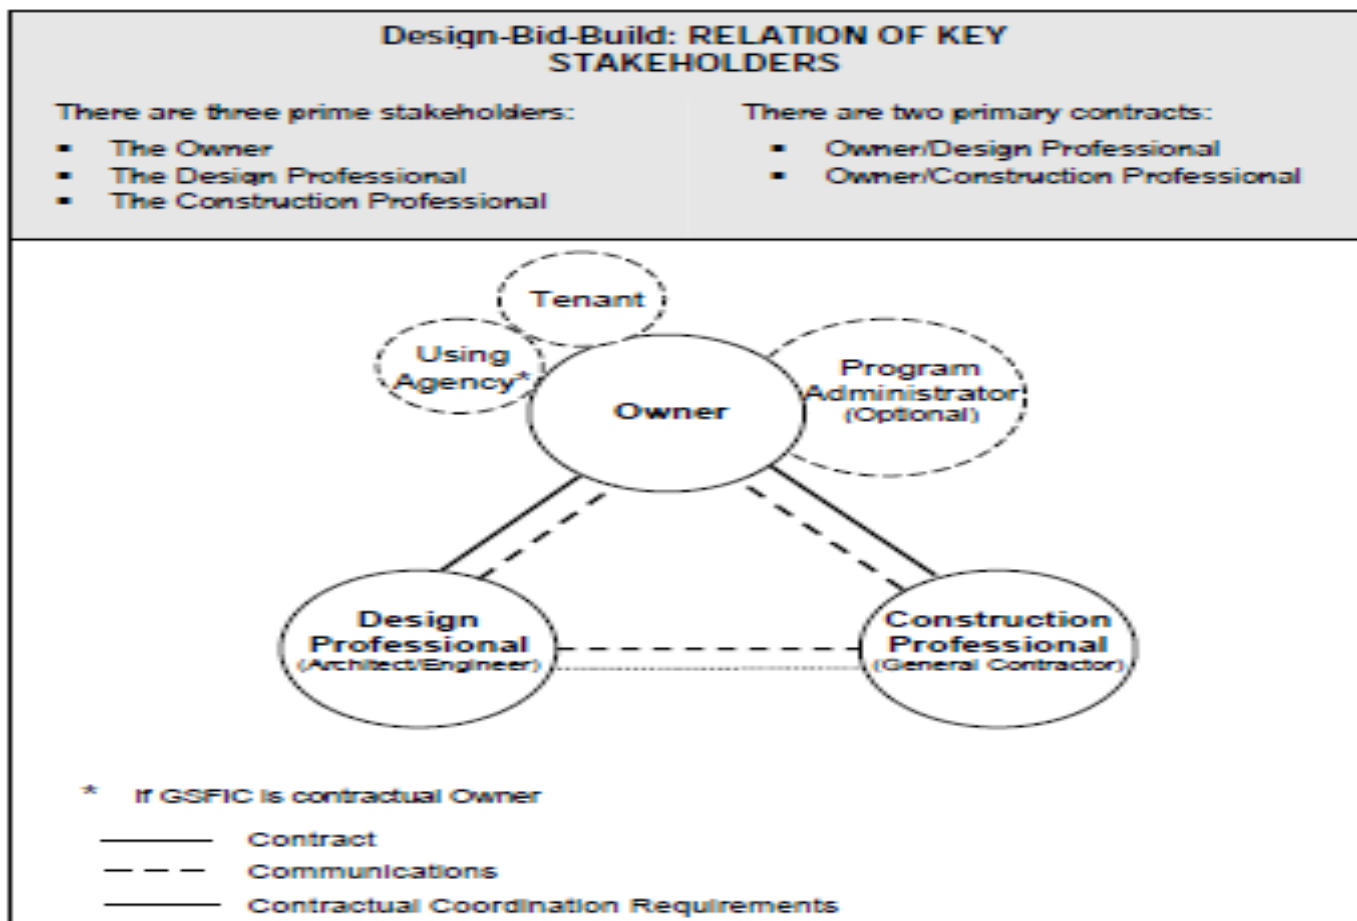 Design-Bid-Build: RELATION OF KEY
STAKEHOLDERS
There are three prime stakeholders:
▪ The Owner
▪ The Design Professional
▪ The Construction Professional
There are two primary contracts:
▪ Owner/Design Professional
▪ Owner/Construction Professional
Tenant
Using
Agency*
Owner
Program
Administrator
(Optional)
Design
Professional
(Architect/Engineer)
Construction
Professional
(General Contractor)
* If GSFIC is contractual Owner
Contract
Communications
Contractual Coordination Requirements